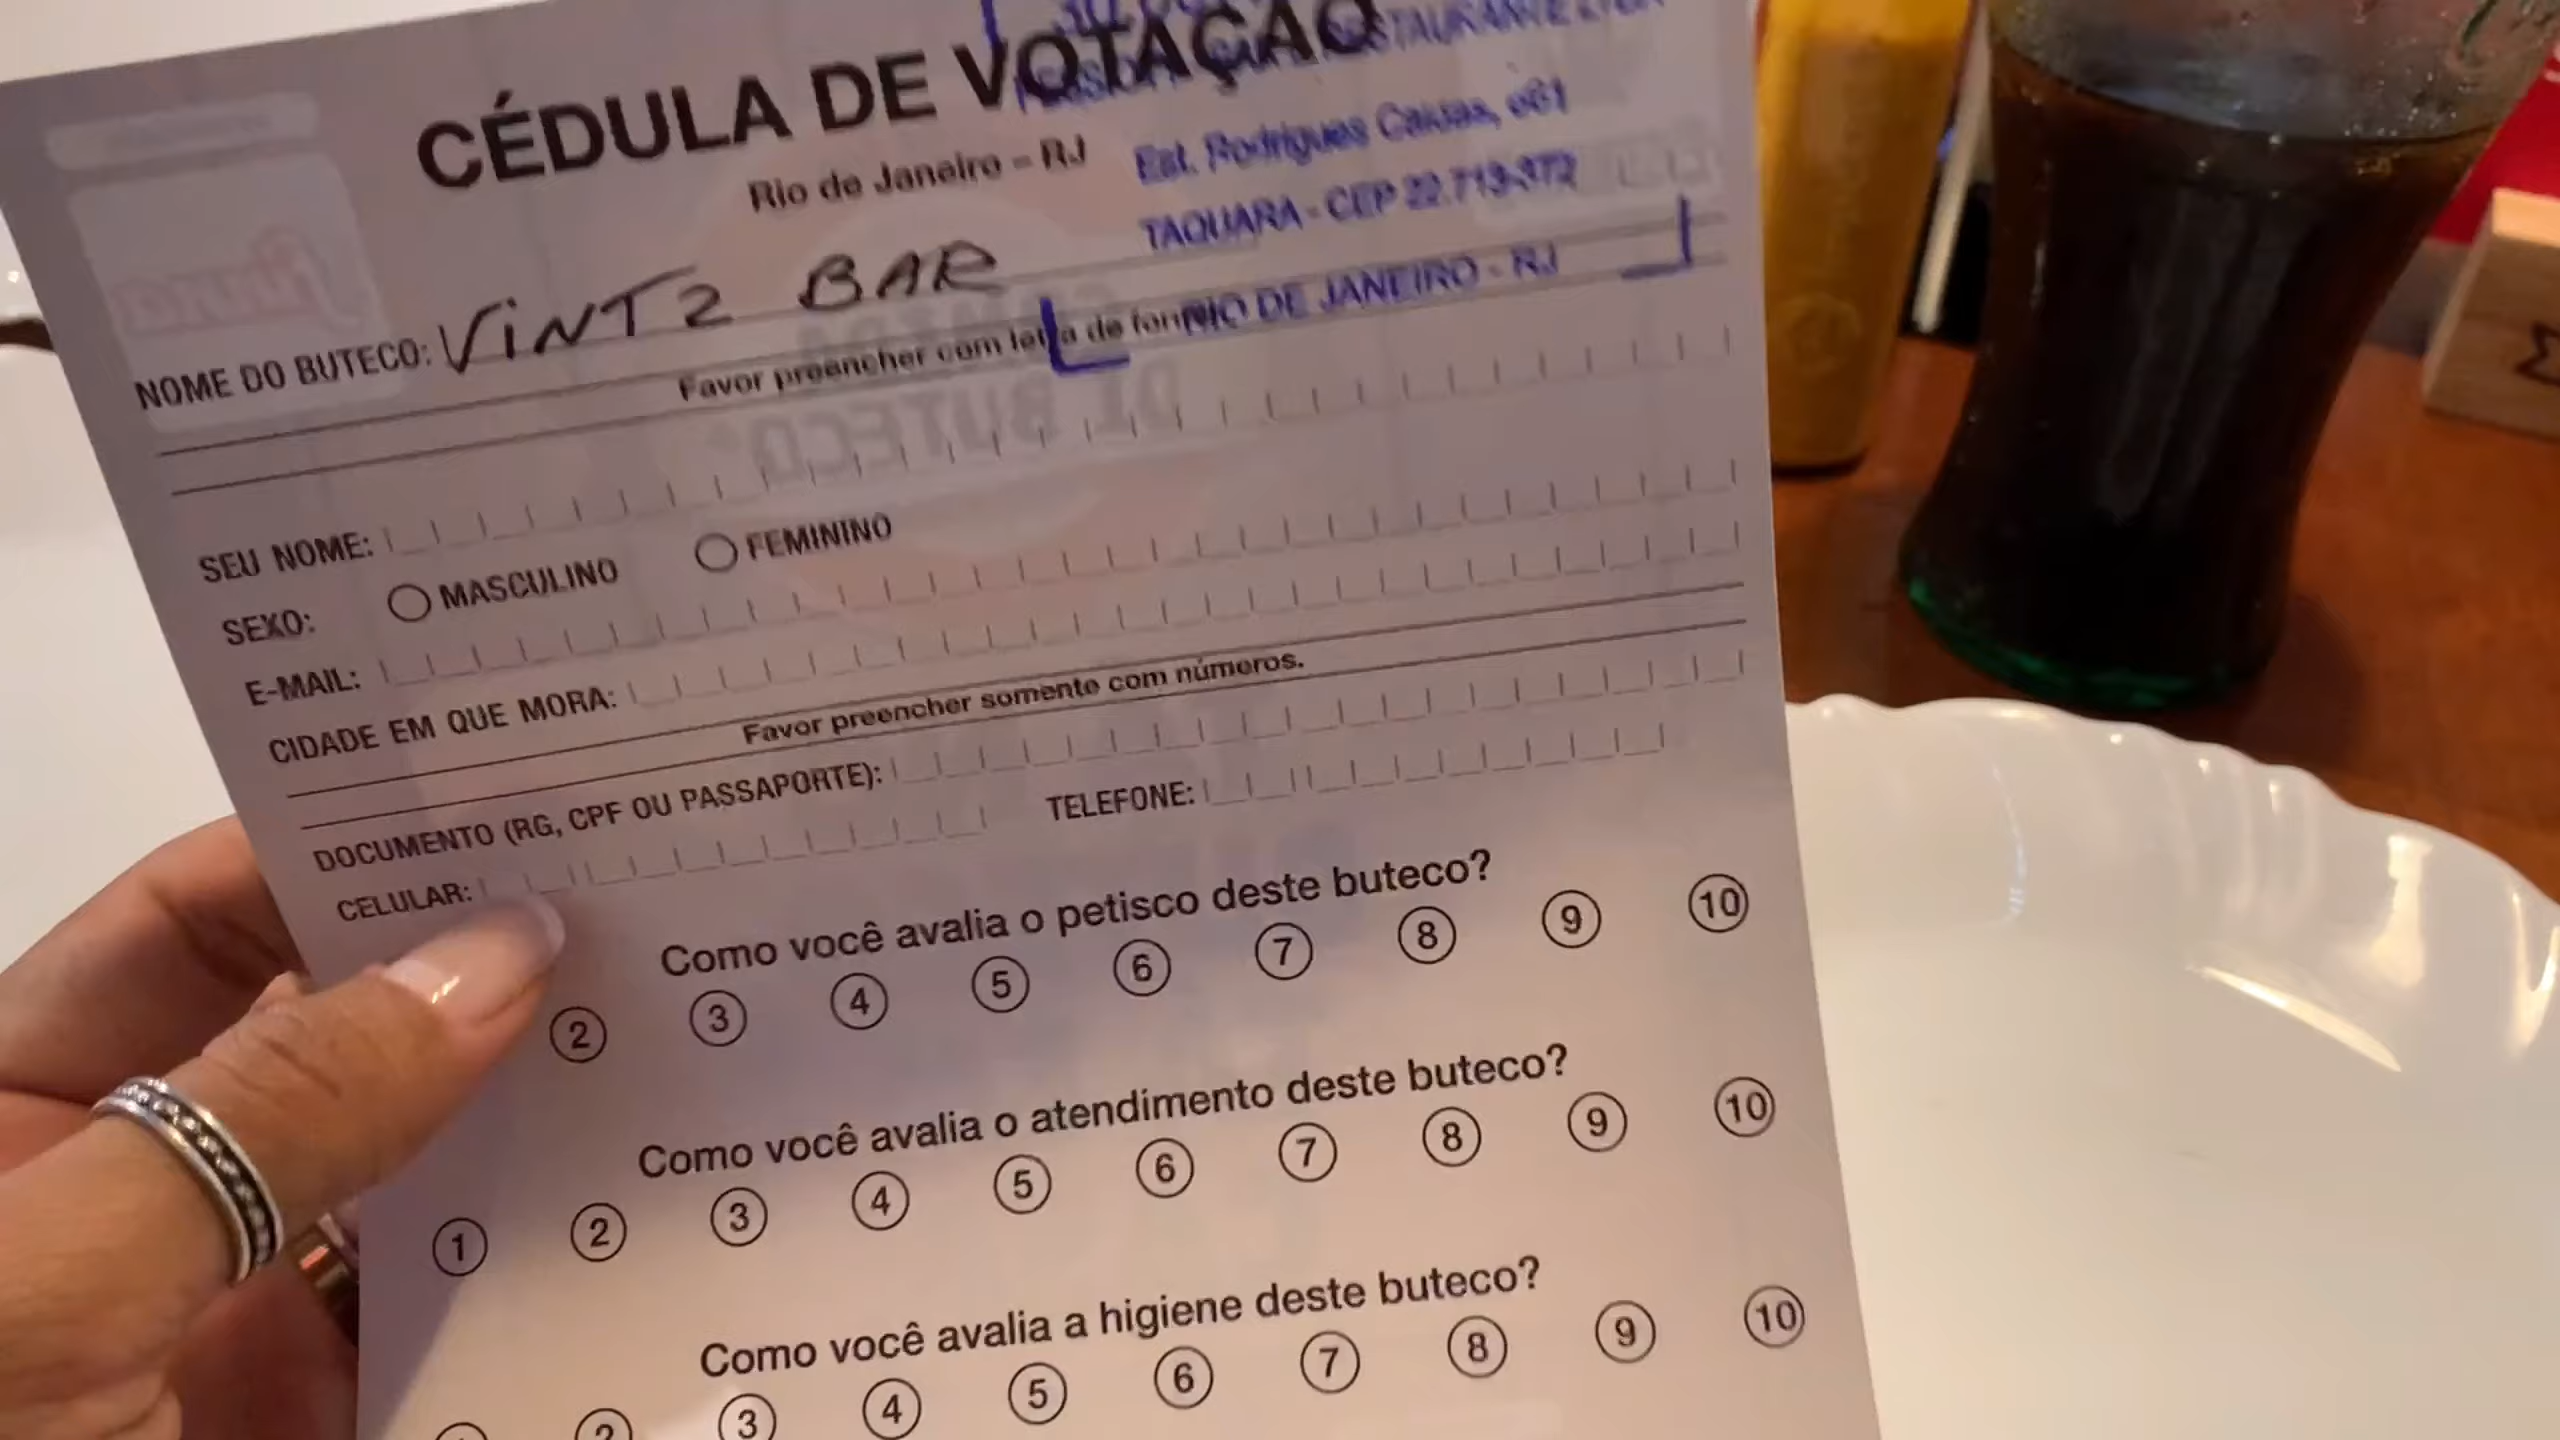 CÉDULA DE VOTAÇÃO
Rio de Janeiro – RJ
Est. Rodrigues Caldas,
TAQUARA - CEP 22.713-372
RIO DE JANEIRO - RJ
NOME DO BUTECO: VINTZ BAR
Favor preencher com letra de
SEU NOME:
SEXO: MASCULINO FEMININO
E-MAIL:
CIDADE EM QUE MORA:
Favor preencher somente com números.
DOCUMENTO (RG, CPF OU PASSAPORTE):
CELULAR: TELEFONE:
Como você avalia o petisco deste buteco?
2 3 4 5 6 7 8 9 10
Como você avalia o atendimento deste buteco?
1 2 3 4 5 6 7 8 9 10
Como você avalia a higiene deste buteco?
1 2 3 4 5 6 7 8 9 10